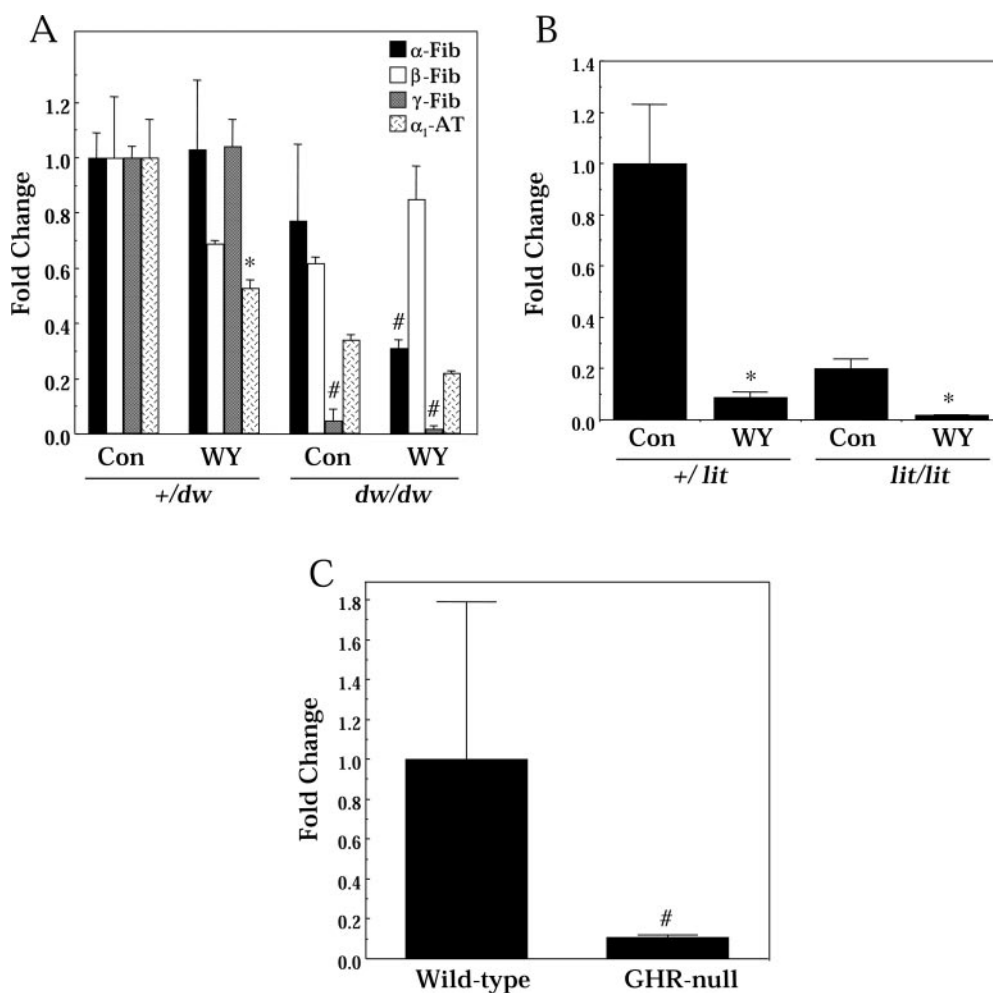 A
α-Fib
β-Fib
γ-Fib
α₁-AT
Fold Change
1.2
1.0
0.8
0.6
0.4
0.2
0.0
*
#
#
#
Con WY Con WY
+/dw dw/dw
B
Fold Change
1.4
1.2
1.0
0.8
0.6
0.4
0.2
0.0
*
*
Con WY Con WY
+/lit lit/lit
C
Fold Change
1.8
1.6
1.4
1.2
1.0
0.8
0.6
0.4
0.2
0.0
#
Wild-type GHR-null